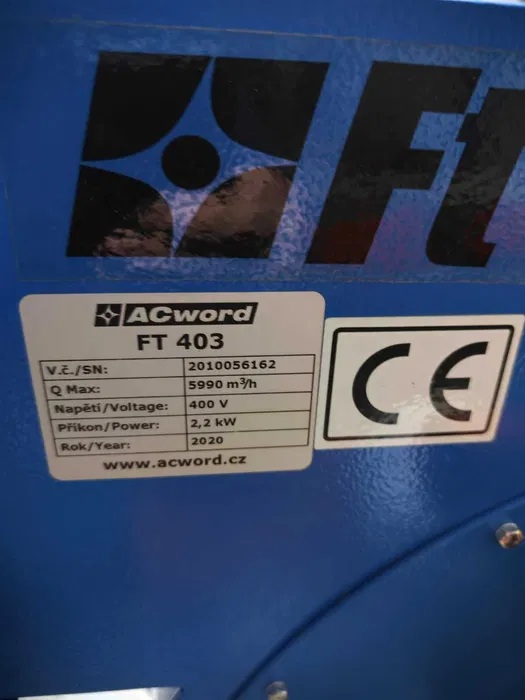 Ft
ACword
FT 403
V.č./SN: 2010056162
Q Max: 5990 m³/h
Napětí/Voltage: 400 V
Příkon/Power: 2,2 kW
Rok/Year: 2020
www.acword.cz
CE